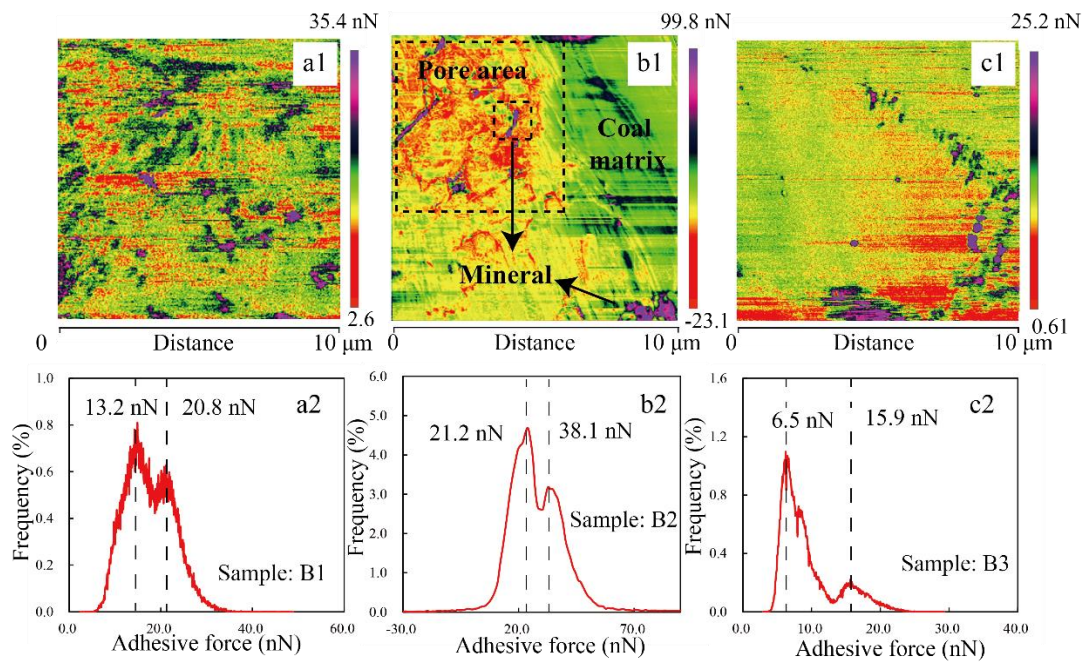 35.4 nN
a1
2.6
0 Distance 10 μm
99.8 nN
b1
Pore area
Coal
matrix
Mineral
-23.1
0 Distance 10 μm
25.2 nN
c1
0.61
0 Distance 10 μm
1.0
0.8
0.6
0.4
0.2
0.0
Frequency (%)
13.2 nN
20.8 nN
a2
Sample: B1
0.0 20.0 40.0 60.0
Adhesive force (nN)
6.0
5.0
4.0
3.0
2.0
1.0
0.0
Frequency (%)
21.2 nN
38.1 nN
b2
Sample: B2
-30.0 20.0 70.0
Adhesive force (nN)
1.6
1.2
0.8
0.4
0.0
Frequency (%)
6.5 nN
15.9 nN
c2
Sample: B3
0.0 10.0 20.0 30.0 40.0
Adhesive force (nN)